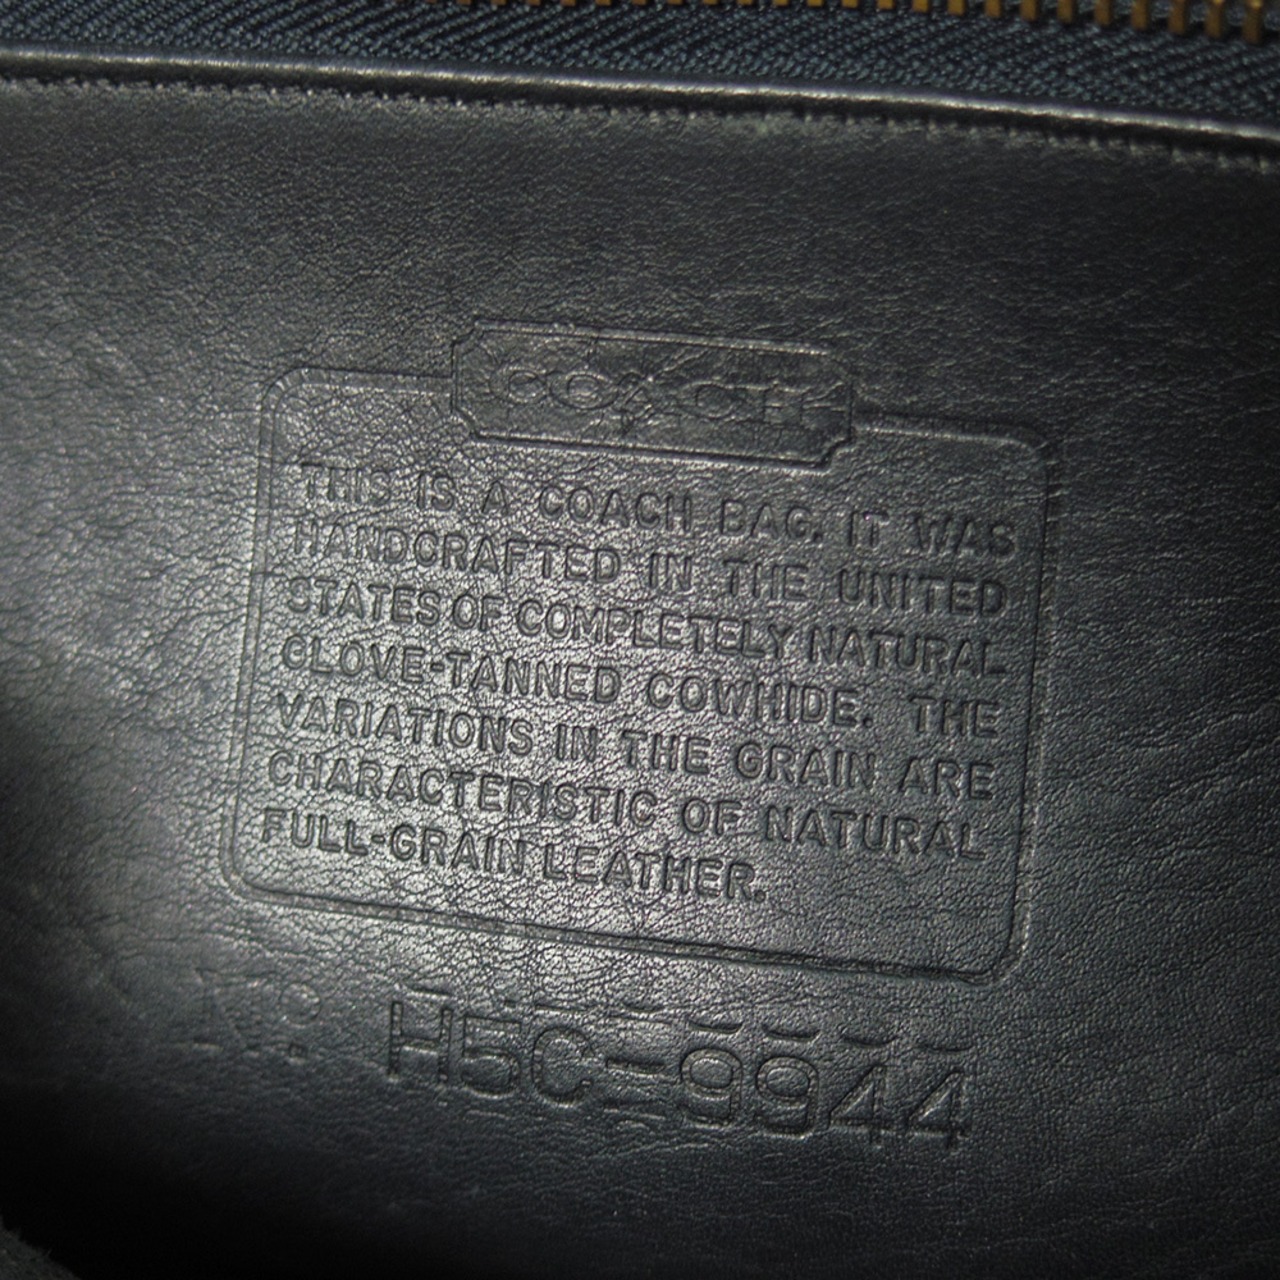 COACH
THIS IS A COACH BAG. IT WAS
HANDCRAFTED IN THE UNITED
STATES OF COMPLETELY NATURAL
GLOVE-TANNED COWHIDE. THE
VARIATIONS IN THE GRAIN ARE
CHARACTERISTIC OF NATURAL
FULL-GRAIN LEATHER.
No. H5C-9944